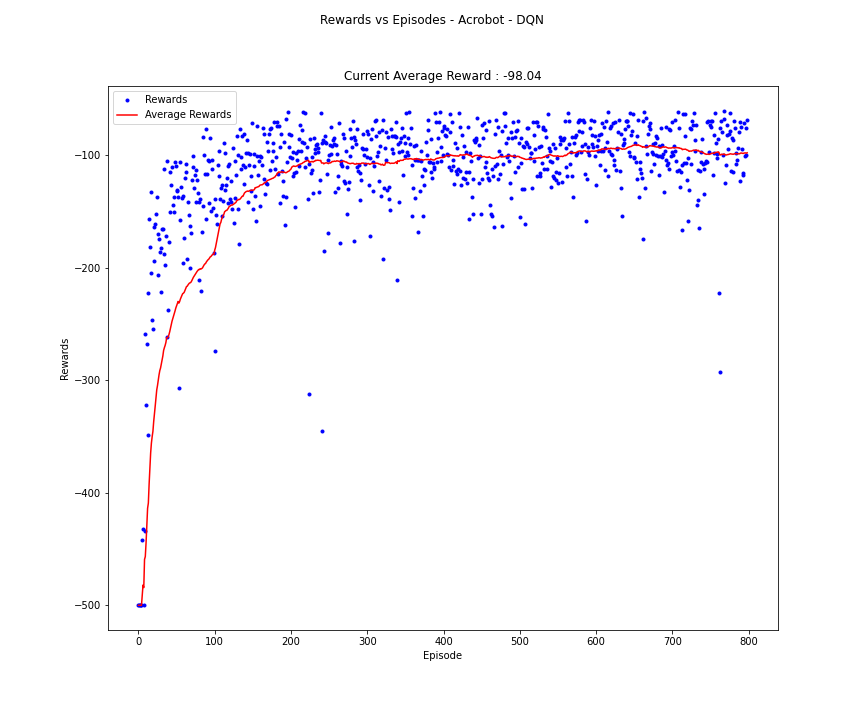 Rewards vs Episodes - Acrobot - DQN
Current Average Reward : -98.04
Rewards
Average Rewards
−100
−200
−300
−400
−500
Rewards
0 100 200 300 400 500 600 700 800
Episode